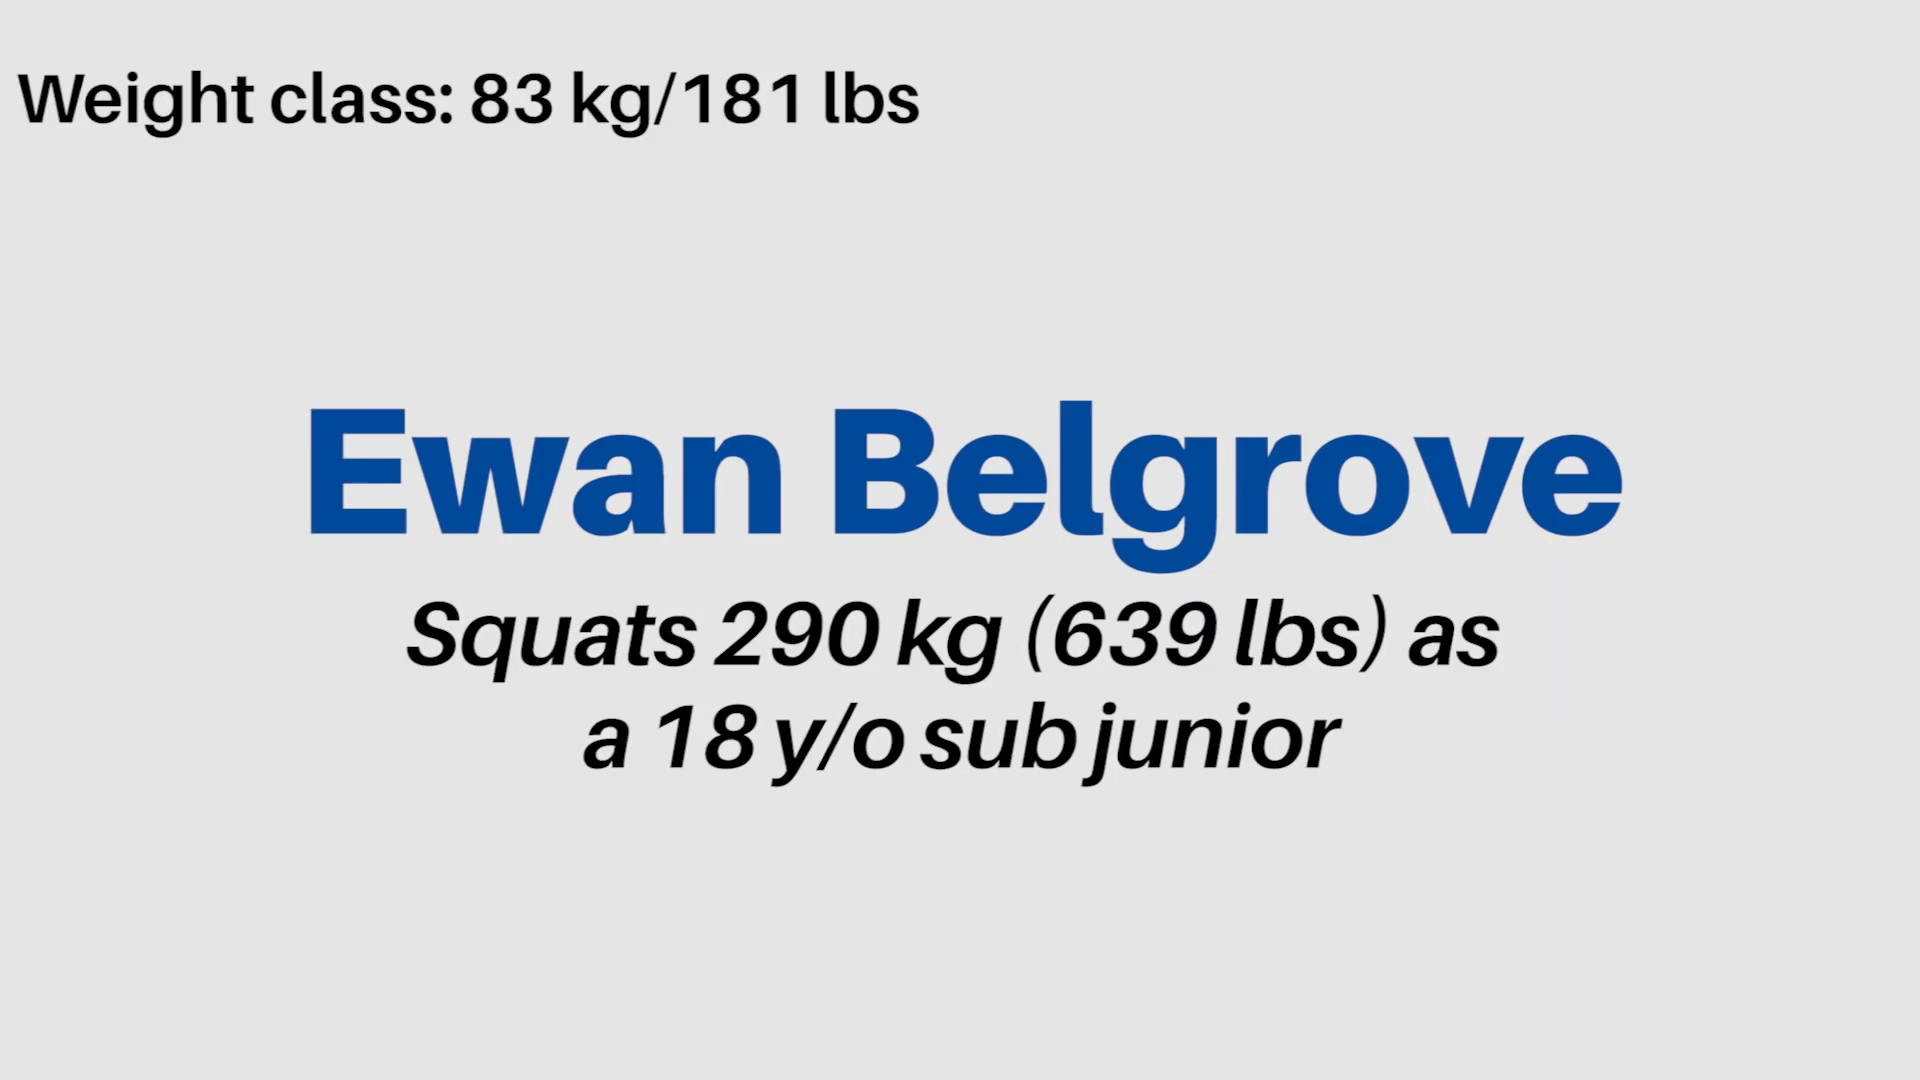 Weight class: 83 kg/181 lbs
Ewan Belgrove
Squats 290 kg (639 lbs) as
a 18 y/o sub junior